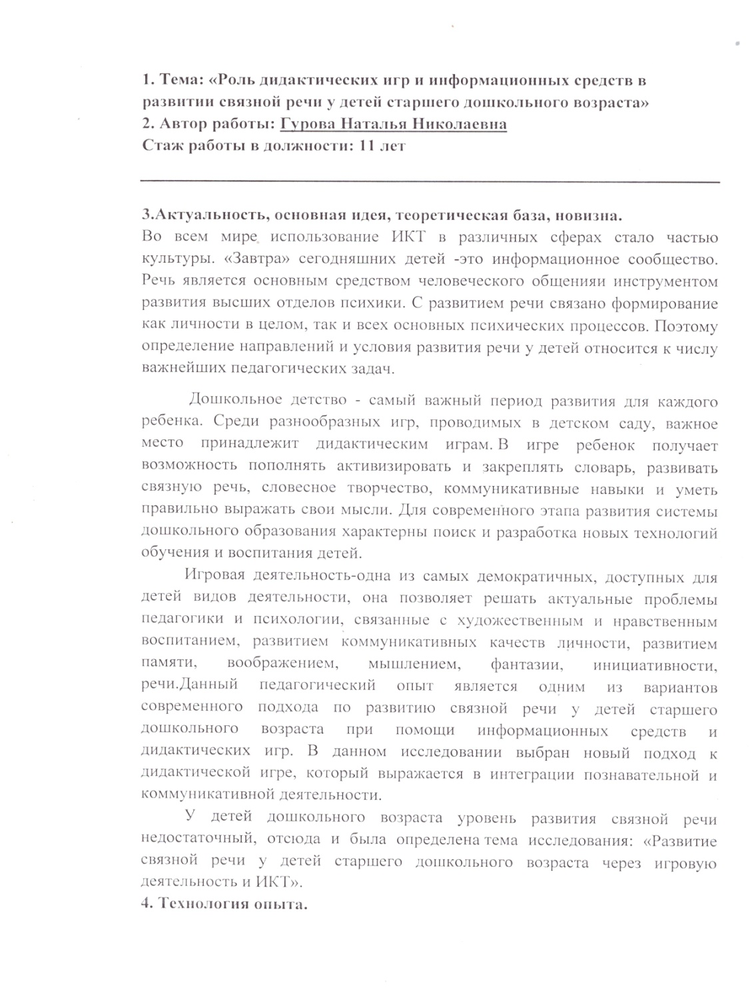 1. Тема: «Роль дидактических игр и информационных средств в
развитии связной речи у детей старшего дошкольного возраста»
2. Автор работы: Гурова Наталья Николаевна
Стаж работы в должности: 11 лет
3.Актуальность, основная идея, теоретическая база, новизна.
Во всем мире использование ИКТ в различных сферах стало частью
культуры. «Завтра» сегодняшних детей -это информационное сообщество.
Речь является основным средством человеческого общенияи инструментом
развития высших отделов психики. С развитием речи связано формирование
как личности в целом, так и всех основных психических процессов. Поэтому
определение направлений и условия развития речи у детей относится к числу
важнейших педагогических задач.
Дошкольное детство - самый важный период развития для каждого
ребенка. Среди разнообразных игр, проводимых в детском саду, важное
место принадлежит дидактическим играм. В игре ребенок получает
возможность пополнять активизировать и закреплять словарь, развивать
связную речь, словесное творчество, коммуникативные навыки и уметь
правильно выражать свои мысли. Для современного этапа развития системы
дошкольного образования характерны поиск и разработка новых технологий
обучения и воспитания детей.
Игровая деятельность-одна из самых демократичных, доступных для
детей видов деятельности, она позволяет решать актуальные проблемы
педагогики и психологии, связанные с художественным и нравственным
воспитанием, развитием коммуникативных качеств личности, развитием
памяти, воображением, мышлением, фантазии, инициативности,
речи.Данный педагогический опыт является одним из вариантов
современного подхода по развитию связной речи у детей старшего
дошкольного возраста при помощи информационных средств и
дидактических игр. В данном исследовании выбран новый подход к
дидактической игре, который выражается в интеграции познавательной и
коммуникативной деятельности.
У детей дошкольного возраста уровень развития связной речи
недостаточный, отсюда и была определена тема исследования: «Развитие
связной речи у детей старшего дошкольного возраста через игровую
деятельность и ИКТ».
4. Технология опыта.